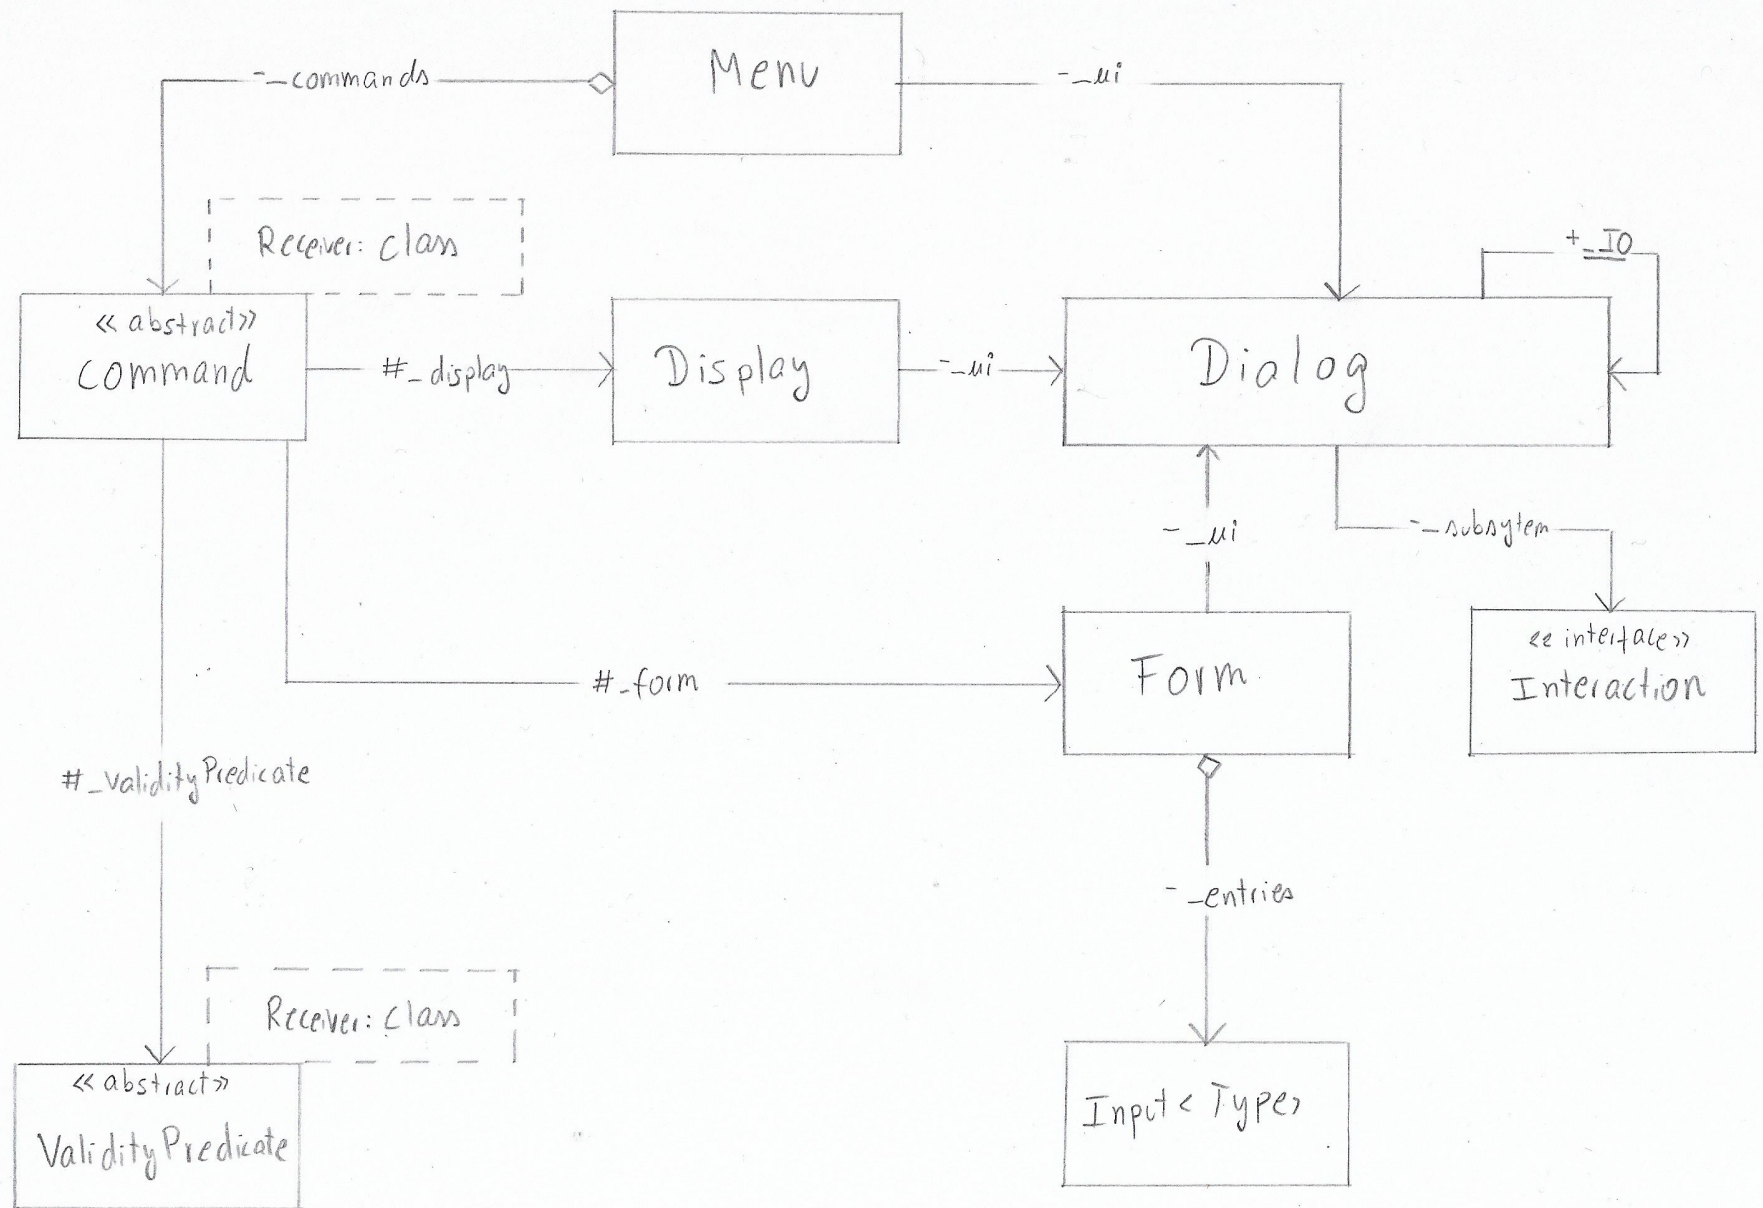 Menu
-_commands
-_ui
Receiver: class
+_IO
<<abstract>>
command
#_display
Display
-_ui
Dialog
-_ui
-_subsytem
#_form
Form
<<interface>>
Interaction
#_validityPredicate
-_entries
Receiver: class
<<abstract>>
ValidityPredicate
Input<Type>